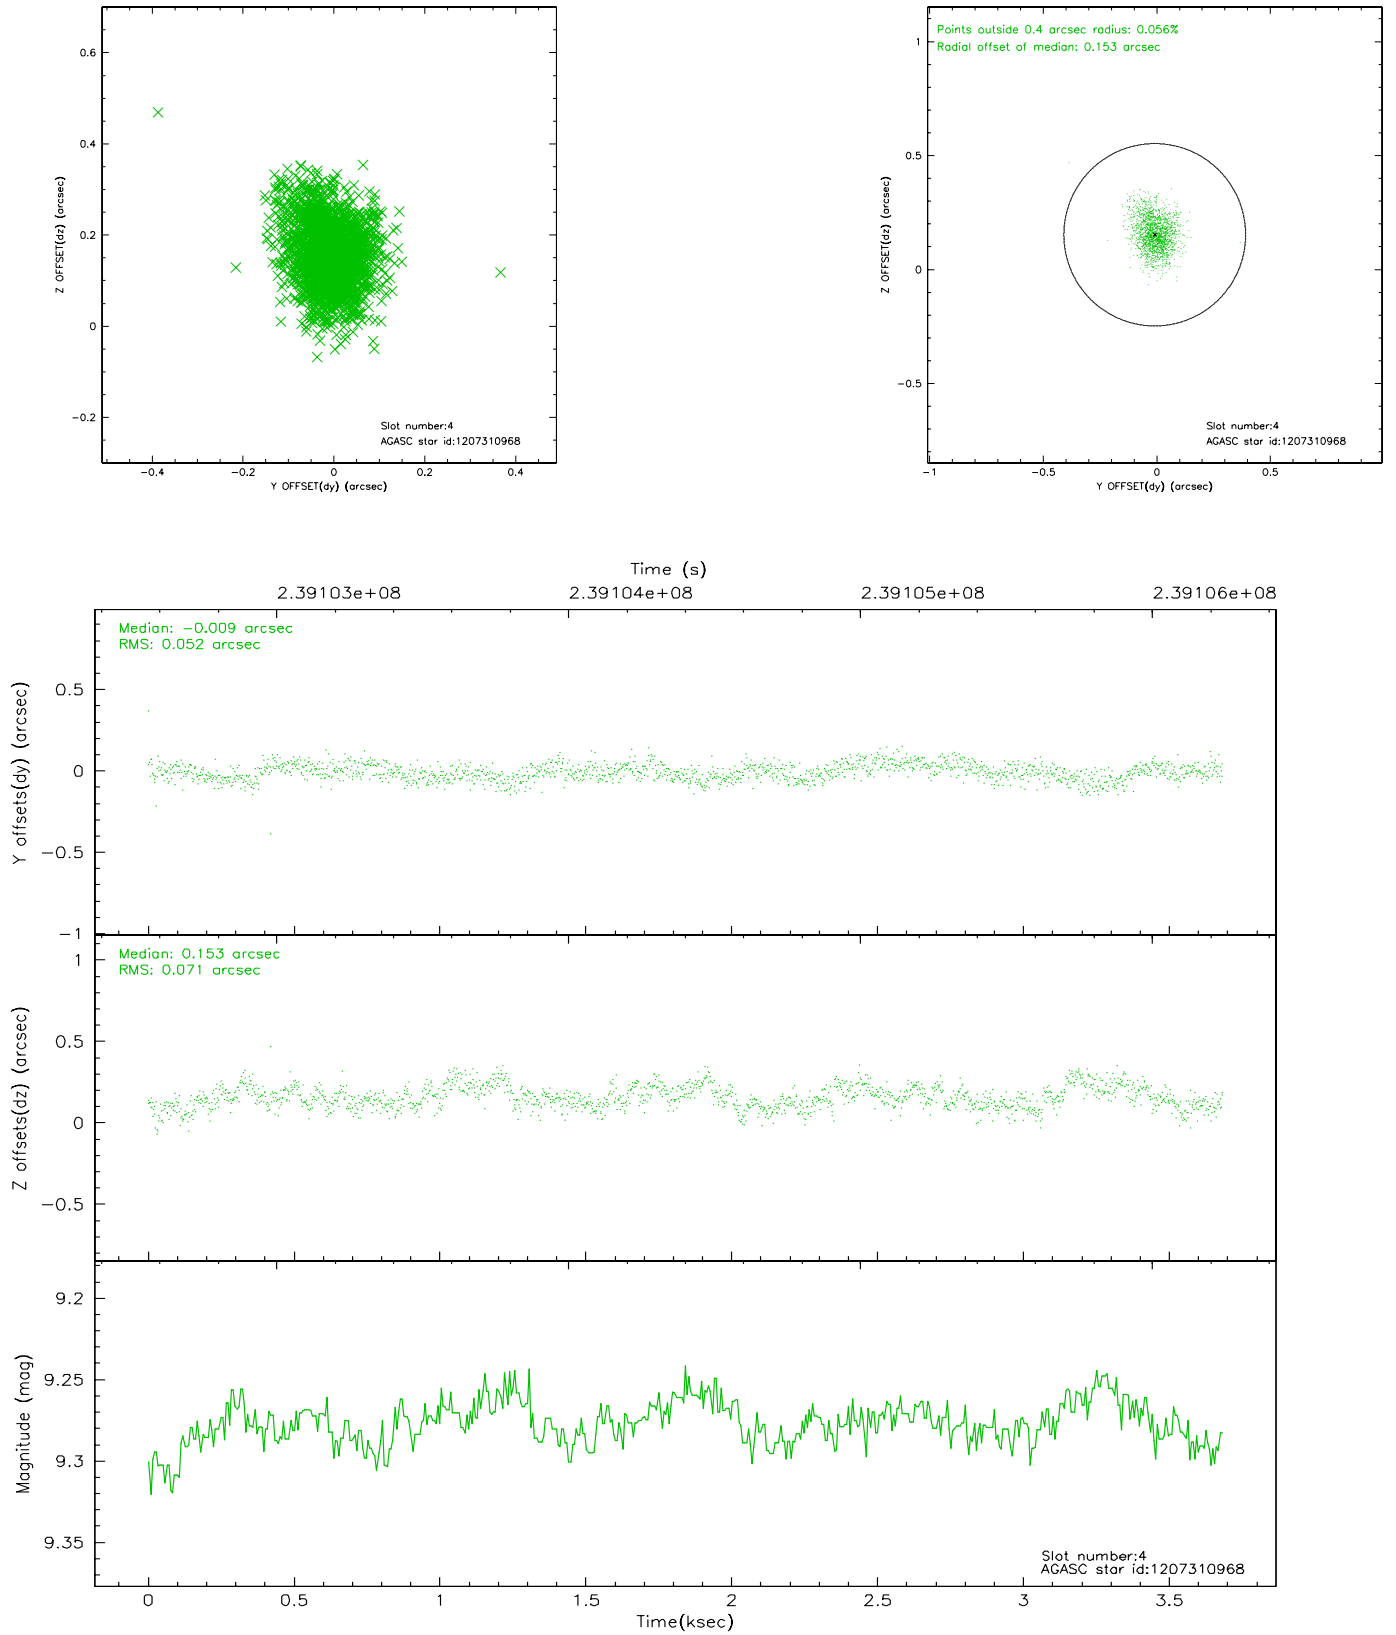 0.6
0.4
0.2
0
−0.2
Z OFFSET(dz) (arcsec)
Slot number:4
AGASC star id:1207310968
−0.4 −0.2 0 0.2 0.4
Y OFFSET(dy) (arcsec)
Points outside 0.4 arcsec radius: 0.056%
Radial offset of median: 0.153 arcsec
1
0.5
0
−0.5
Z OFFSET(dz) (arcsec)
Slot number:4
AGASC star id:1207310968
−1 −0.5 0 0.5
Y OFFSET(dy) (arcsec)
Time (s)
2.39103e+08 2.39104e+08 2.39105e+08 2.39106e+08
Median: −0.009 arcsec
RMS: 0.052 arcsec
0.5
0
−0.5
−1
Y offsets(dy) (arcsec)
Median: 0.153 arcsec
RMS: 0.071 arcsec
1
0.5
0
−0.5
Z offsets(dz) (arcsec)
9.2
9.25
9.3
9.35
Magnitude (mag)
Slot number:4
AGASC star id:1207310968
0 0.5 1 1.5 2 2.5 3 3.5
Time(ksec)